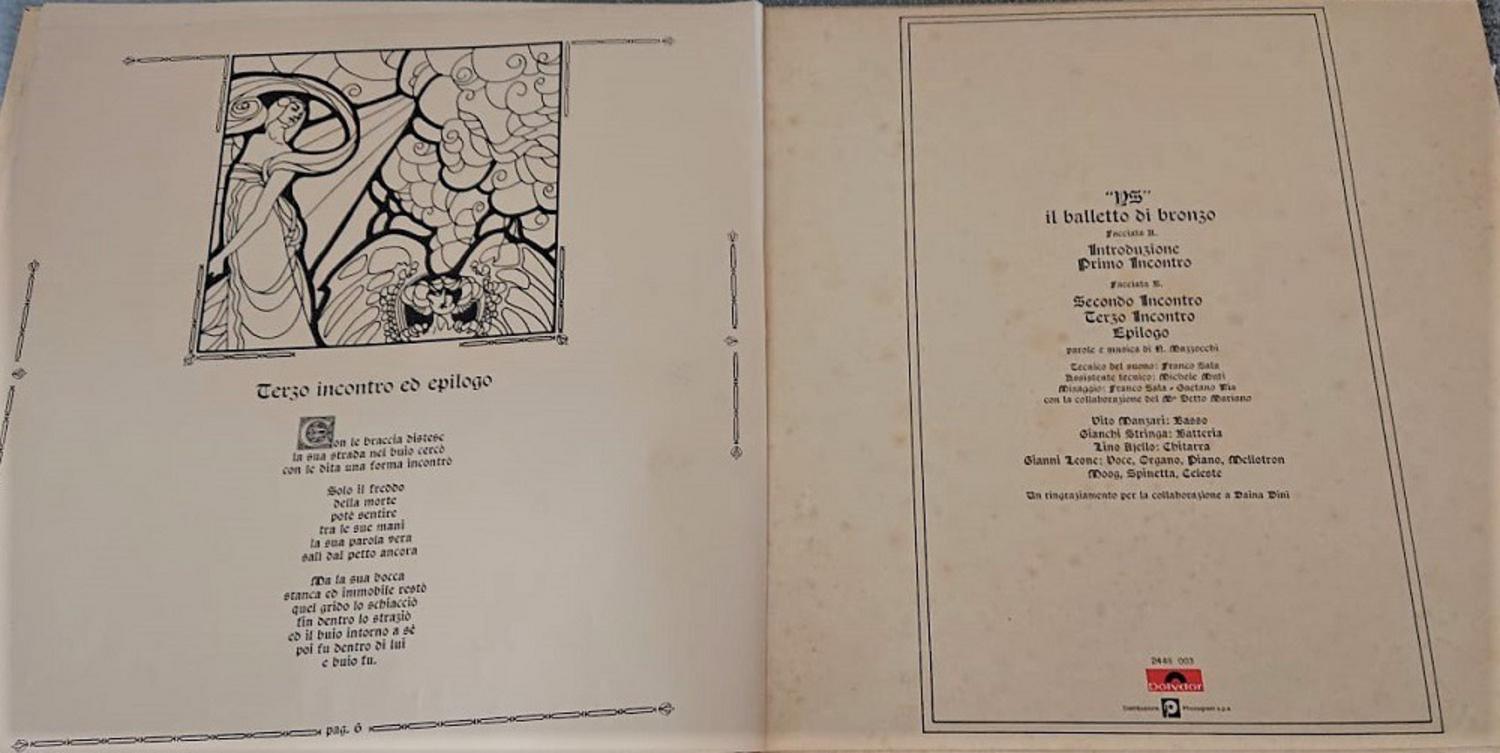 Terzo incontro ed epilogo
Con le braccia distese
la sua strada nel buio cercò
con le dita una forma incontrò
Solo il freddo
della morte
potè sentire
tra le sue mani
la sua parola vera
salì dal petto ancora
Ma la sua bocca
stanca ed immobile restò
quel grido lo schiacciò
fin dentro lo straziò
ed il buio intorno a sè
poi fu dentro di lui
e buio fu.
pag. 6
"YS"
il balletto di bronzo
Facciata A.
Introduzione
Primo Incontro
Facciata B.
Secondo Incontro
Terzo Incontro
Epilogo
parole e musica di N. Mazzocchi
Tecnico del suono: Franco Sala
Assistente tecnico: Michele Muti
Missaggio: Franco Sala - Gaetano Ria
con la collaborazione del M° Detto Mariano
Vito Manzari: Basso
Gianchi Stringa: Batteria
Lino Ajello: Chitarra
Gianni Leone: Voce, Organo, Piano, Mellotron
Moog, Spinetta, Celeste
Un ringraziamento per la collaborazione a Daina Dini
2448 003
Polydor
Distribuzione P Phonogram s.p.a.